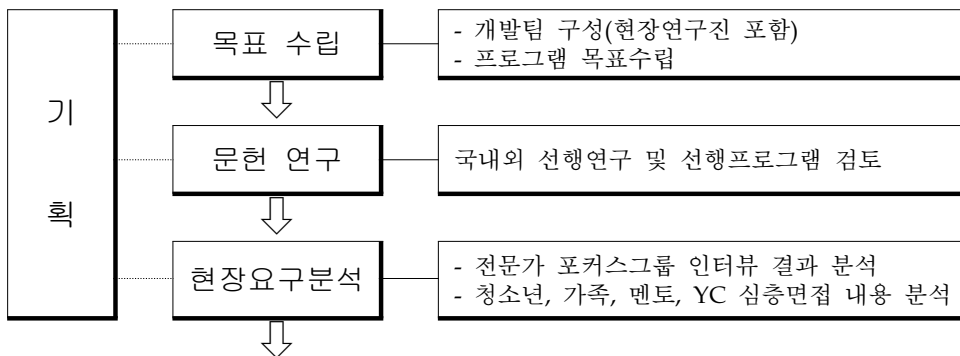 기
획
목표 수립
- 개발팀 구성(현장연구진 포함)
- 프로그램 목표수립
문헌 연구
국내외 선행연구 및 선행프로그램 검토
현장요구분석
- 전문가 포커스그룹 인터뷰 결과 분석
- 청소년, 가족, 멘토, YC 심층면접 내용 분석